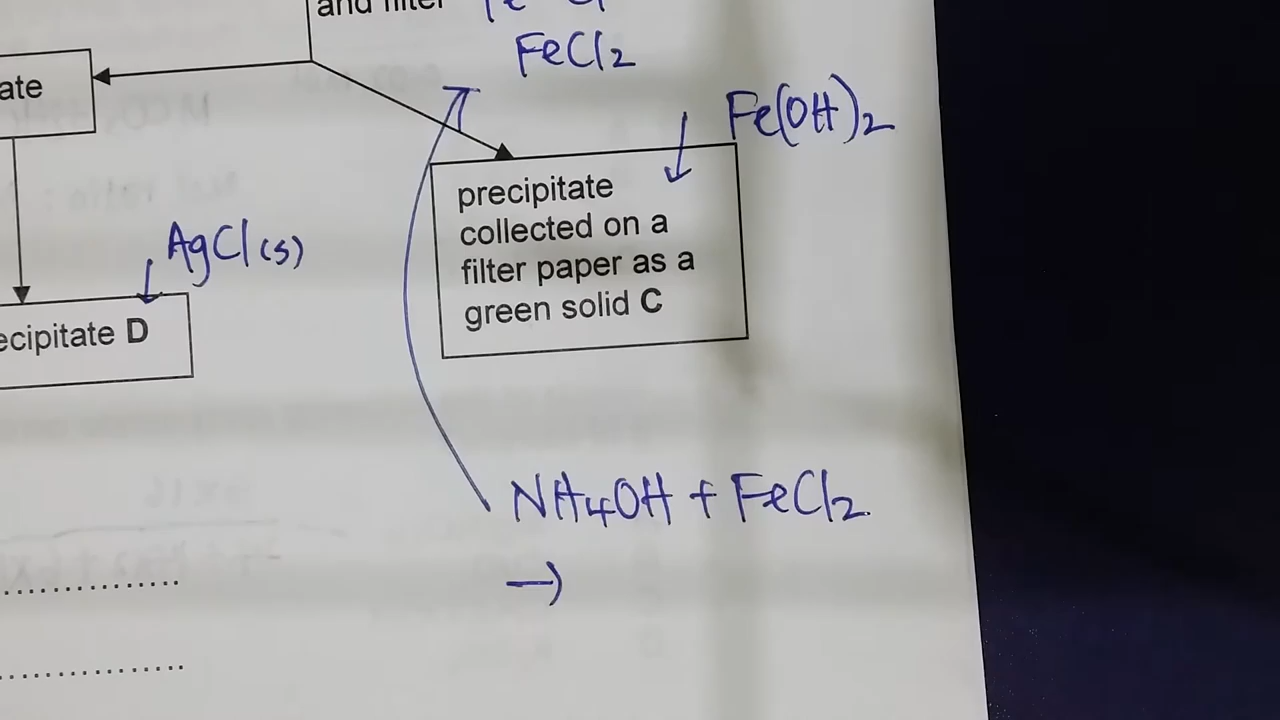 and filter
FeCl2
ate
Fe(OH)2
precipitate
collected on a
filter paper as a
green solid C
AgCl(s)
ecipitate D
NH4OH + FeCl2
→